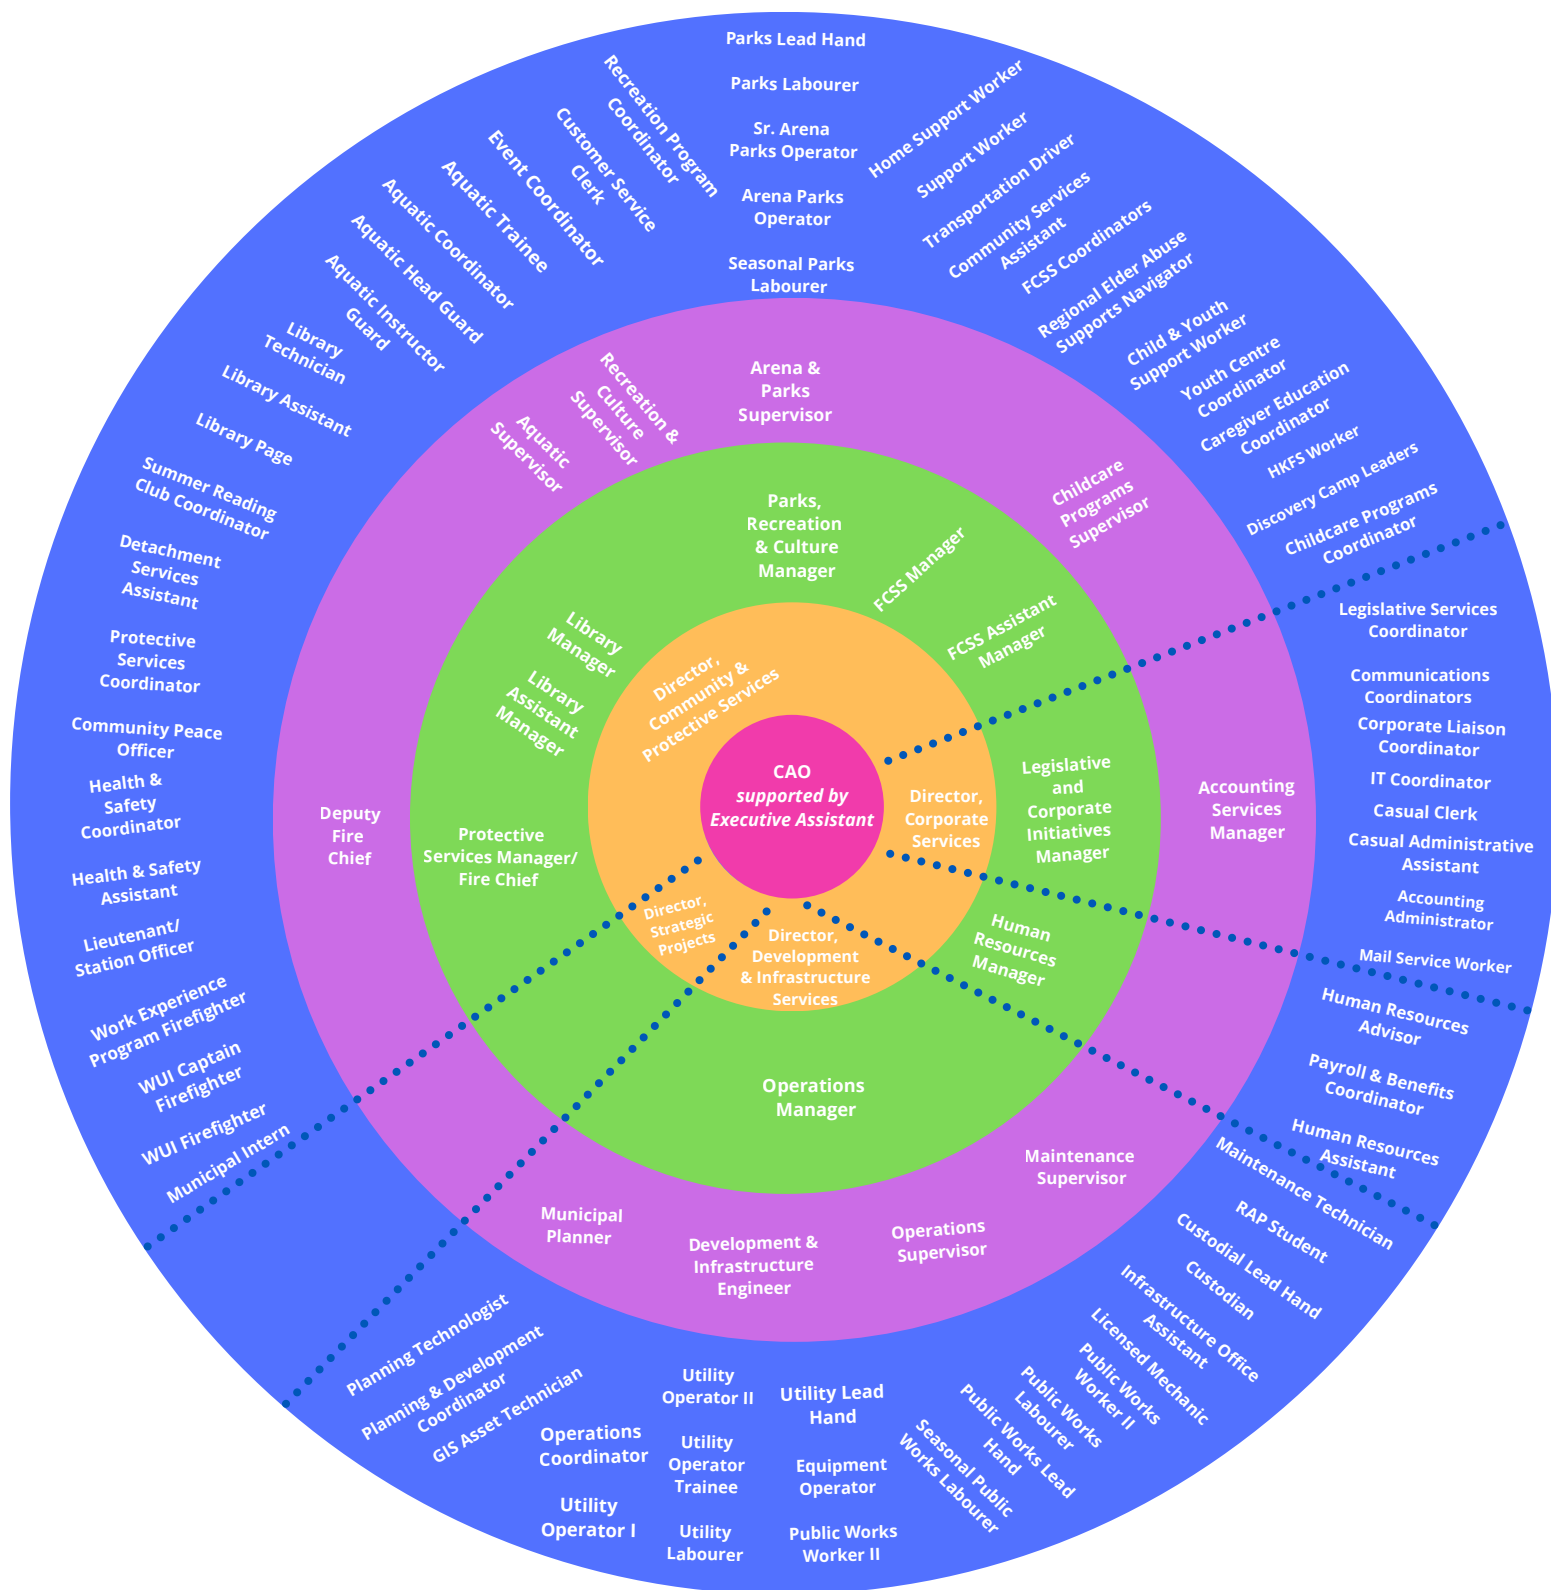 CAO
supported by
Executive Assistant
Director,
Community &
Protective Services
Director,
Corporate
Services
Director,
Development
& Infrastructure
Services
Director,
Strategic
Projects
Parks,
Recreation
& Culture
Manager
FCSS Manager
FCSS Assistant
Manager
Legislative
and
Corporate
Initiatives
Manager
Human
Resources
Manager
Operations
Manager
Protective
Services Manager/
Fire Chief
Library
Assistant
Manager
Library
Manager
Arena &
Parks
Supervisor
Childcare
Programs
Supervisor
Accounting
Services
Manager
Maintenance
Supervisor
Operations
Supervisor
Development &
Infrastructure
Engineer
Municipal
Planner
Deputy
Fire
Chief
Aquatic
Supervisor
Recreation &
Culture
Supervisor
Parks Lead Hand
Parks Labourer
Sr. Arena
Parks Operator
Arena Parks
Operator
Seasonal Parks
Labourer
Home Support Worker
Support Worker
Transportation Driver
Community Services
Assistant
FCSS Coordinators
Regional Elder Abuse
Supports Navigator
Child & Youth
Support Worker
Youth Centre
Coordinator
Caregiver Education
Coordinator
HKFS Worker
Discovery Camp Leaders
Childcare Programs
Coordinator
Legislative Services
Coordinator
Communications
Coordinators
Corporate Liaison
Coordinator
IT Coordinator
Casual Clerk
Casual Administrative
Assistant
Accounting
Administrator
Mail Service Worker
Human Resources
Advisor
Payroll & Benefits
Coordinator
Human Resources
Assistant
Maintenance Technician
RAP Student
Custodial Lead Hand
Custodian
Infrastructure Office
Assistant
Licensed Mechanic
Public Works
Worker II
Public Works
Labourer
Public Works Lead
Hand
Seasonal Public
Works Labourer
Utility Lead
Hand
Equipment
Operator
Public Works
Worker II
Utility
Operator II
Utility
Operator
Trainee
Utility
Labourer
Operations
Coordinator
Utility
Operator I
GIS Asset Technician
Planning & Development
Coordinator
Planning Technologist
Municipal Intern
WUI Firefighter
WUI Captain
Firefighter
Work Experience
Program Firefighter
Lieutenant/
Station Officer
Health & Safety
Assistant
Health &
Safety
Coordinator
Community Peace
Officer
Protective
Services
Coordinator
Detachment
Services
Assistant
Summer Reading
Club Coordinator
Library Page
Library Assistant
Library
Technician
Aquatic Instructor
Guard
Aquatic Head Guard
Aquatic Coordinator
Aquatic Trainee
Event Coordinator
Customer Service
Clerk
Recreation Program
Coordinator